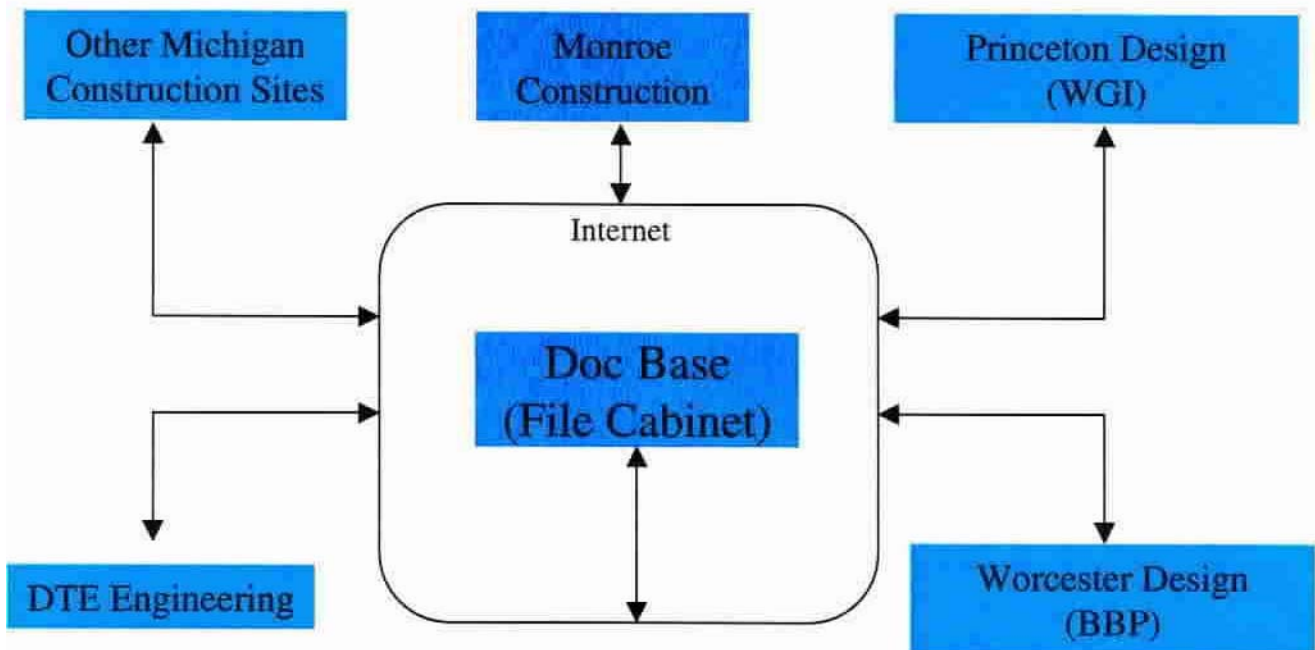 Other Michigan
Construction Sites
Monroe
Construction
Princeton Design
(WGI)
Internet
Doc Base
(File Cabinet)
DTE Engineering
Worcester Design
(BBP)